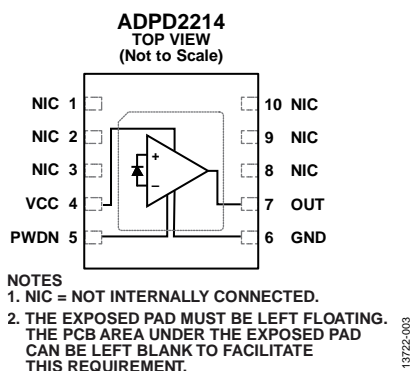 ADPD2214
TOP VIEW
(Not to Scale)
NIC 1
NIC 2
NIC 3
VCC 4
PWDN 5
10 NIC
9 NIC
8 NIC
7 OUT
6 GND
+
–
NOTES
1. NIC = NOT INTERNALLY CONNECTED.
2. THE EXPOSED PAD MUST BE LEFT FLOATING.
THE PCB AREA UNDER THE EXPOSED PAD
CAN BE LEFT BLANK TO FACILITATE
THIS REQUIREMENT.
13722-003